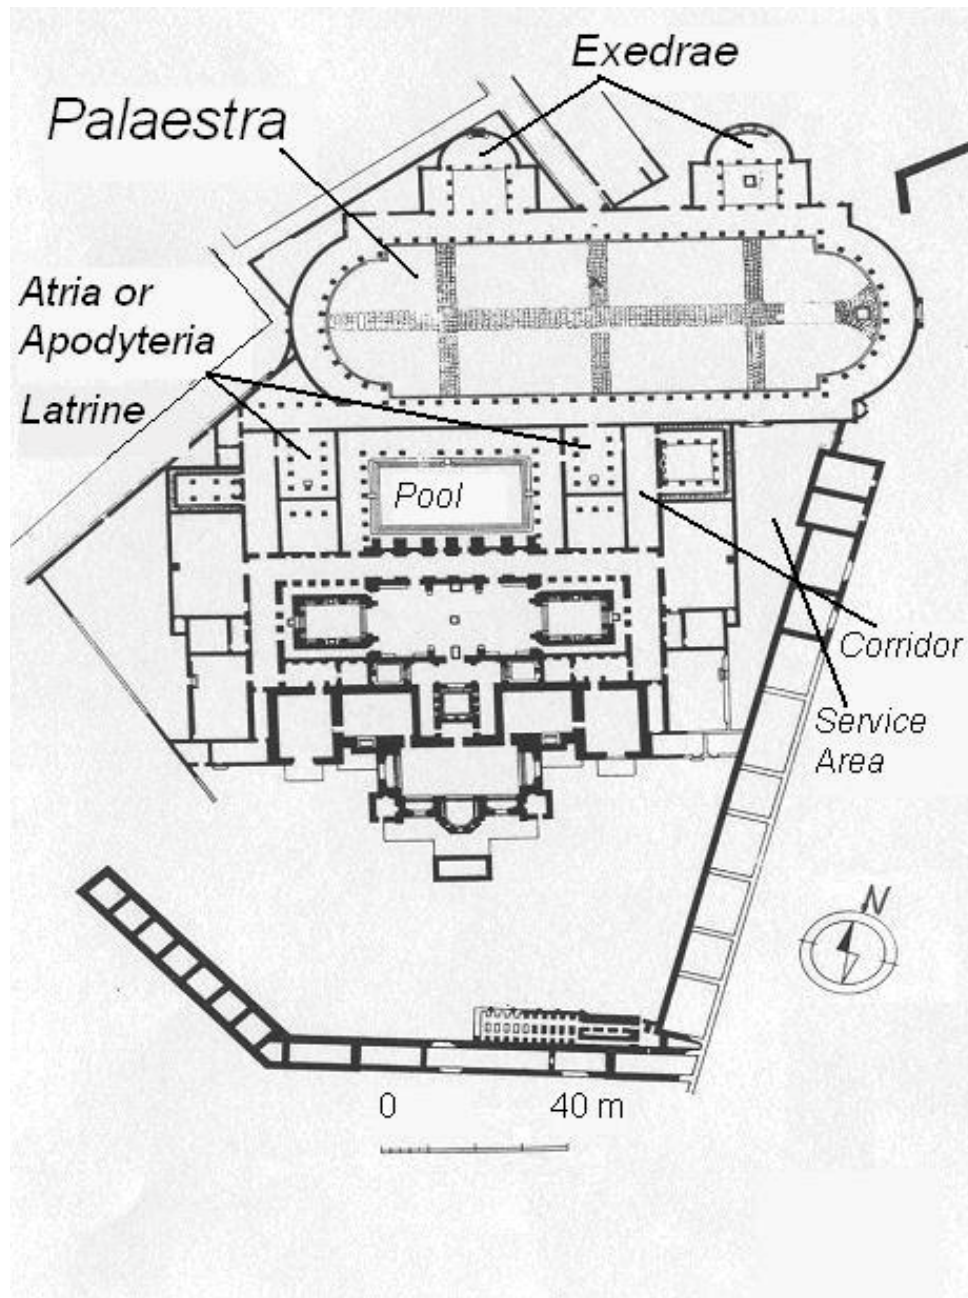 Exedrae
Palaestra
Atria or
Apodyteria
Latrine
Pool
Corridor
Service
Area
N
0 40 m